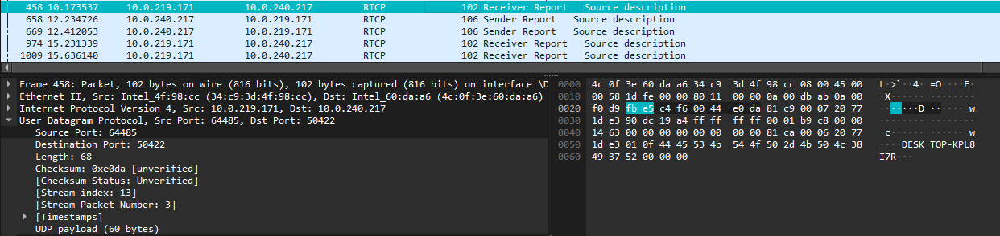 458 10.173537 10.0.219.171 10.0.240.217 RTCP 102 Receiver Report Source description
658 12.234726 10.0.219.171 10.0.240.217 RTCP 106 Sender Report Source description
669 12.412053 10.0.219.171 10.0.240.217 RTCP 106 Sender Report Source description
974 15.231339 10.0.219.171 10.0.240.217 RTCP 102 Receiver Report Source description
1009 15.636140 10.0.219.171 10.0.240.217 RTCP 102 Receiver Report Source description
Frame 458: Packet, 102 bytes on wire (816 bits), 102 bytes captured (816 bits) on interface \D
Ethernet II, Src: Intel_4f:98:cc (34:c9:3d:4f:98:cc), Dst: Intel_60:da:a6 (4c:0f:3e:60:da:a6)
Internet Protocol Version 4, Src: 10.0.219.171, Dst: 10.0.240.217
User Datagram Protocol, Src Port: 64485, Dst Port: 50422
Source Port: 64485
Destination Port: 50422
Length: 68
Checksum: 0xe0da [unverified]
[Checksum Status: Unverified]
[Stream index: 13]
[Stream Packet Number: 3]
[Timestamps]
UDP payload (60 bytes)
0000 4c 0f 3e 60 da a6 34 c9 3d 4f 98 cc 08 00 45 00 L·>`··4· =O····E·
0010 00 58 1d fe 00 00 80 11 00 00 0a 00 db ab 0a 00 ·X······ ········
0020 f0 d9 fb e5 c4 f6 00 44 e0 da 81 c9 00 07 20 77 ·······D ······ w
0030 1d e3 90 dc 19 a4 ff ff ff ff 00 01 b9 c8 00 00 ········ ········
0040 14 63 00 00 00 00 00 00 00 00 81 ca 00 06 20 77 ·c······ ······ w
0050 1d e3 01 0f 44 45 53 4b 54 4f 50 2d 4b 50 4c 38 ····DESK TOP-KPL8
0060 49 37 52 00 00 00 I7R···